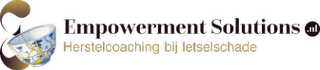 Empowerment Solutions.nl
Herstelcoaching bij letselschade